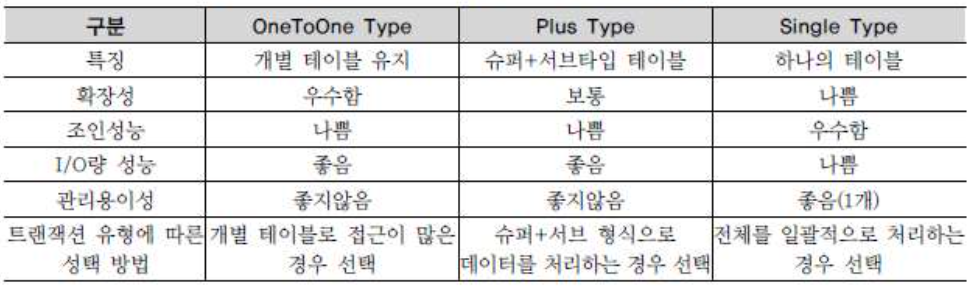 구분 OneToOne Type Plus Type Single Type
특징 개별 테이블 유지 슈퍼+서브타입 테이블 하나의 테이블
확장성 우수함 보통 나쁨
조인성능 나쁨 나쁨 우수함
I/O량 성능 좋음 좋음 나쁨
관리용이성 좋지않음 좋지않음 좋음(1개)
트랜잭션 유형에 따른 개별 테이블로 접근이 많은 슈퍼+서브 형식으로 전체를 일괄적으로 처리하는
성택 방법 경우 선택 데이터를 처리하는 경우 선택 경우 선택